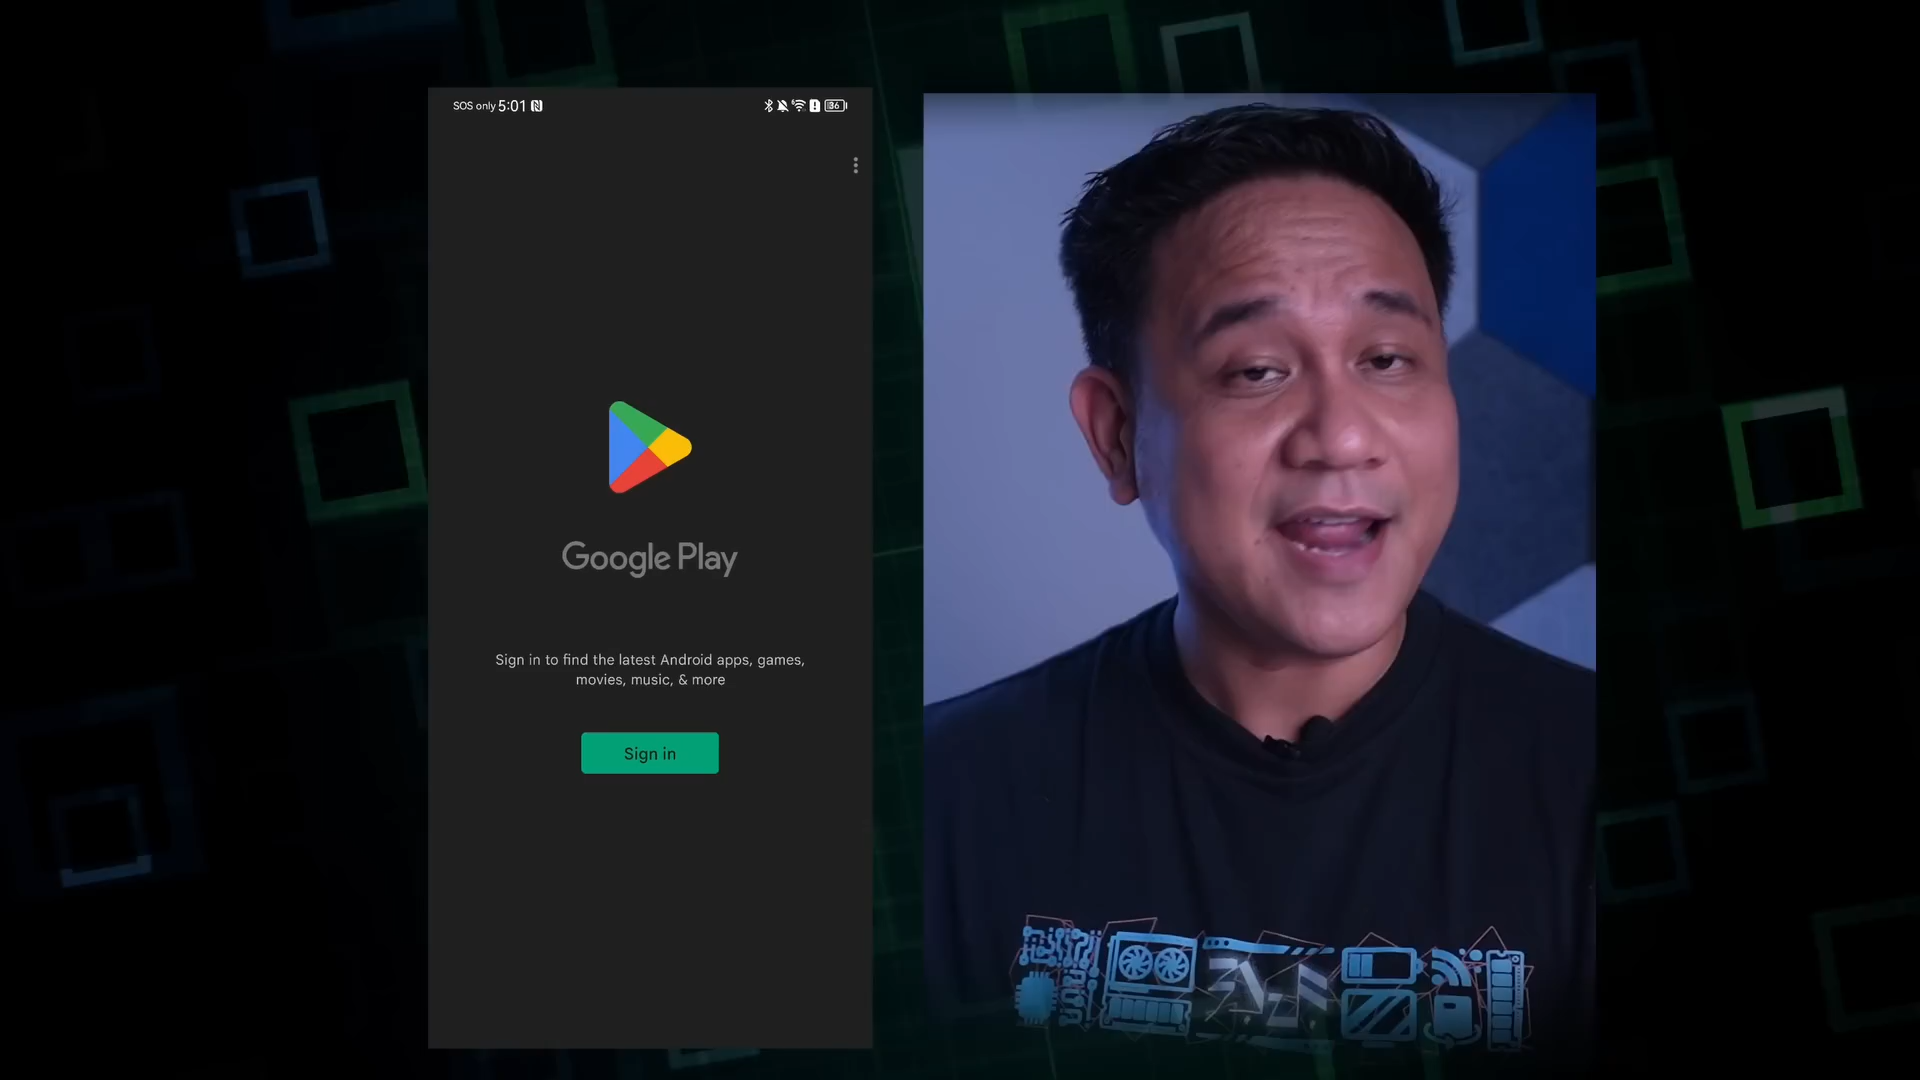 SOS only 5:01
36
Google Play
Sign in to find the latest Android apps, games,
movies, music, & more
Sign in